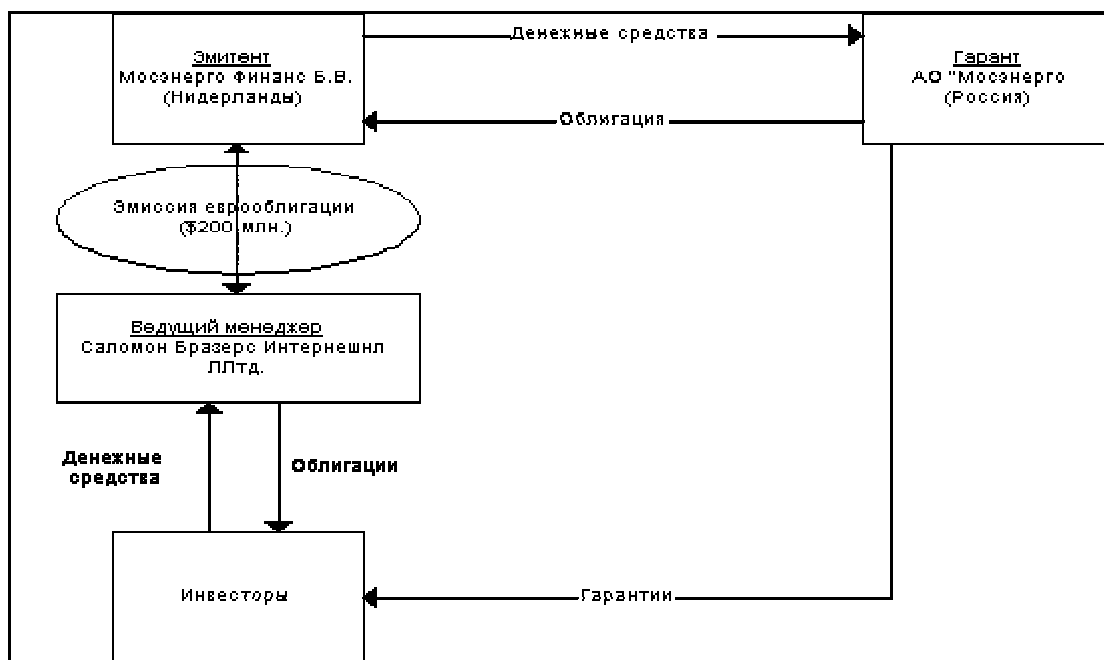 Эмитент
Мосэнерго Финанс Б.В.
(Нидерланды)
Денежные средства
Гарант
АО "Мосэнерго
(Россия)
Облигация
Эмиссия еврооблигации
($200 млн.)
Ведущий менеджер
Саломон Бразерс Интернешнл
ЛЛтд.
Денежные
средства
Облигации
Инвесторы
Гарантии